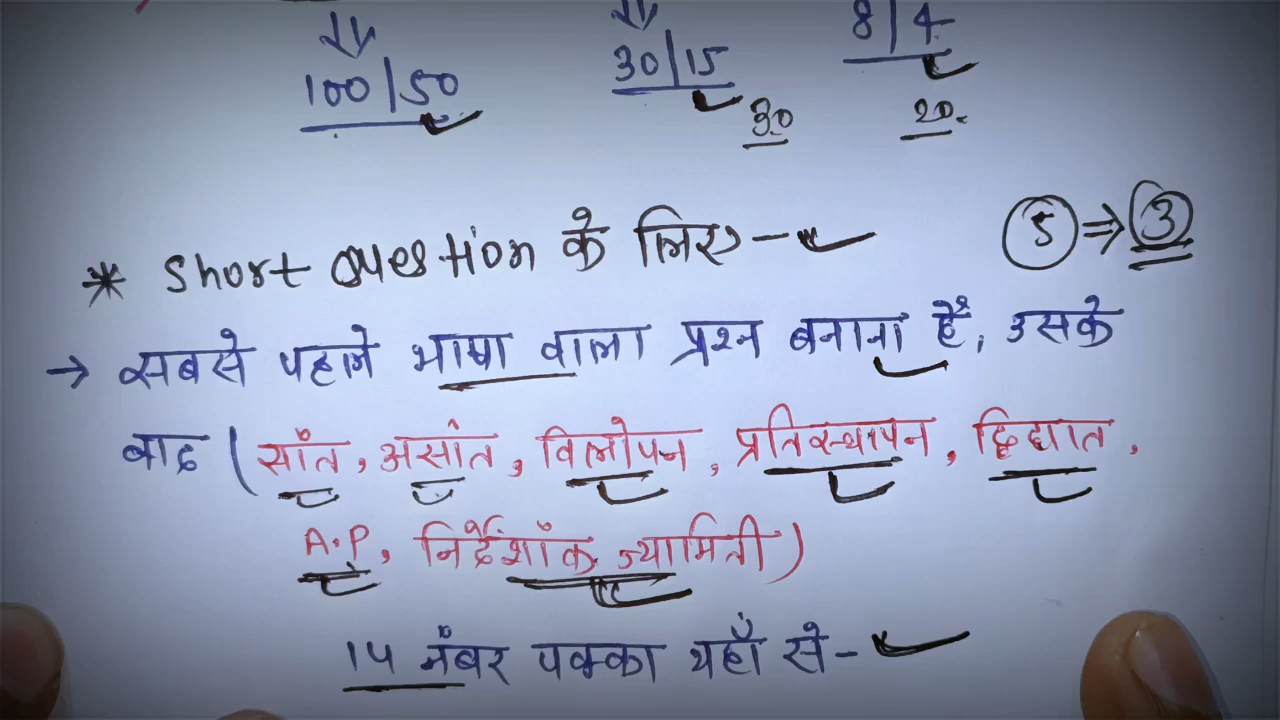 100/50 30/15 8/4
30 20.
* Short Question के लिए - 5 ⇒ 3
→ सबसे पहले भाषा वाला प्रश्न बनाना हैं, उसके
बाद (साँत, असांत, विलोपन, प्रतिस्थापन, द्विघात,
A.P, निर्देशाँक ज्यामिती)
14 नंबर पक्का यहाँ से -